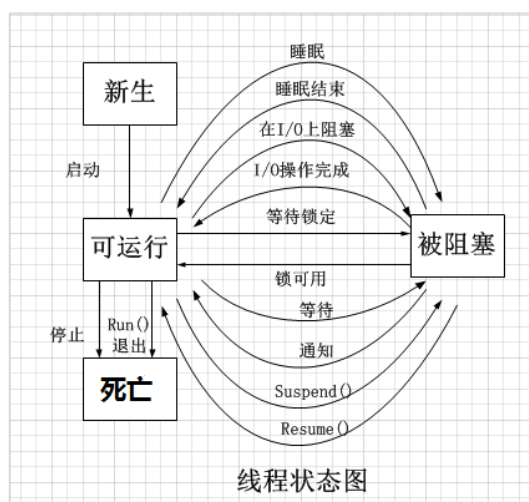 睡眠
新生
睡眠结束
在I/O上阻塞
启动
I/O操作完成
等待锁定
可运行
被阻塞
锁可用
等待
停止
Run()
退出
通知
死亡
Suspend()
Resume()
线程状态图